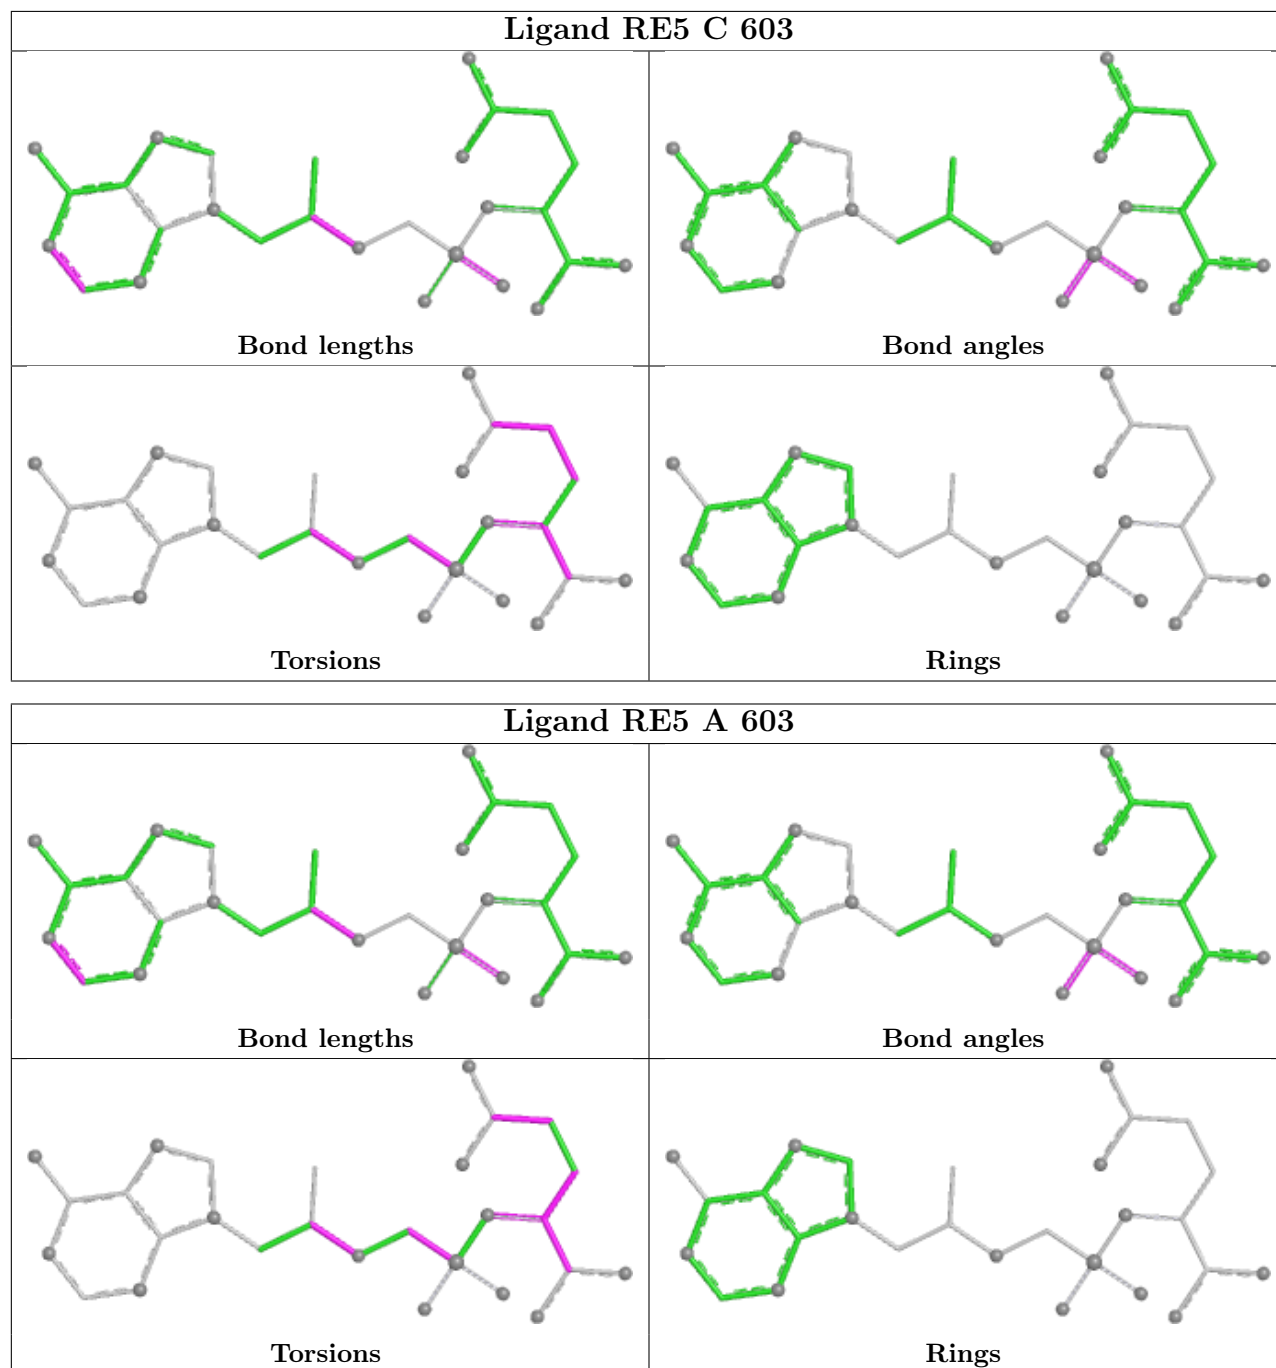 Ligand RE5 C 603
Bond lengths
Bond angles
Torsions
Rings
Ligand RE5 A 603
Bond lengths
Bond angles
Torsions
Rings